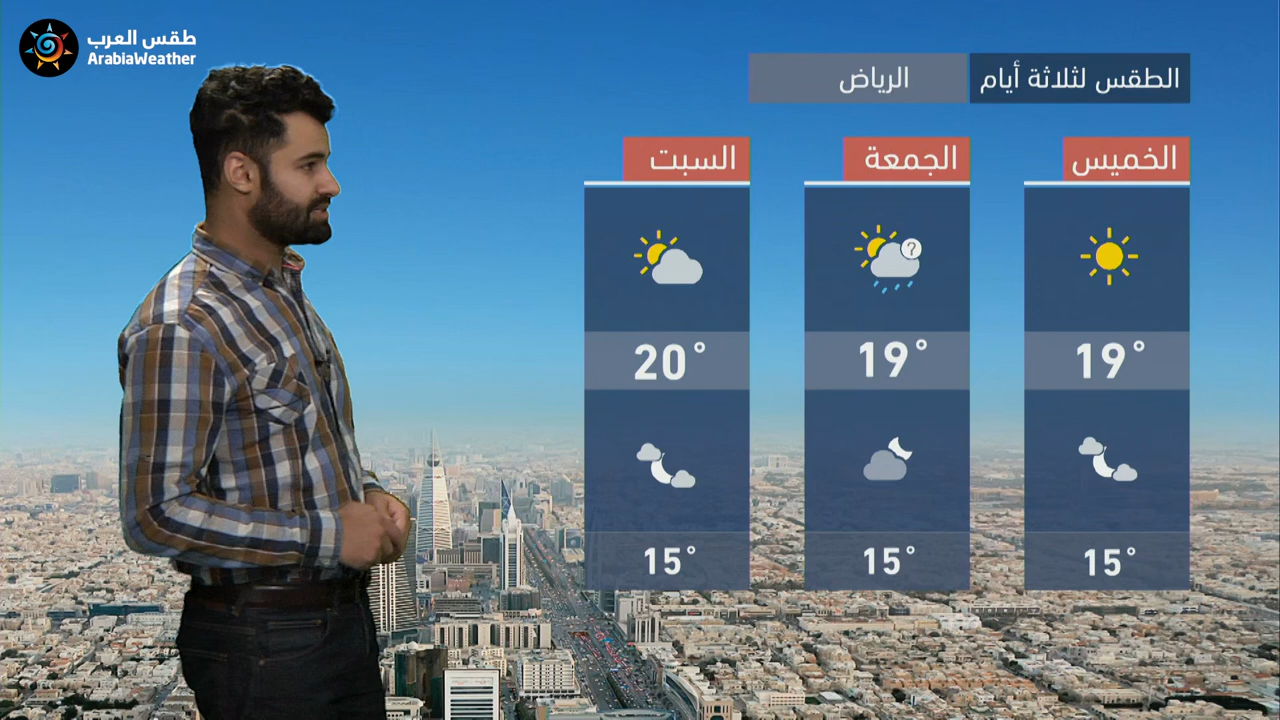 طقس العرب
ArabiaWeather
الطقس لثلاثة أيام
الرياض
الخميس
الجمعة
السبت
?
19°
19°
20°
15°
15°
15°